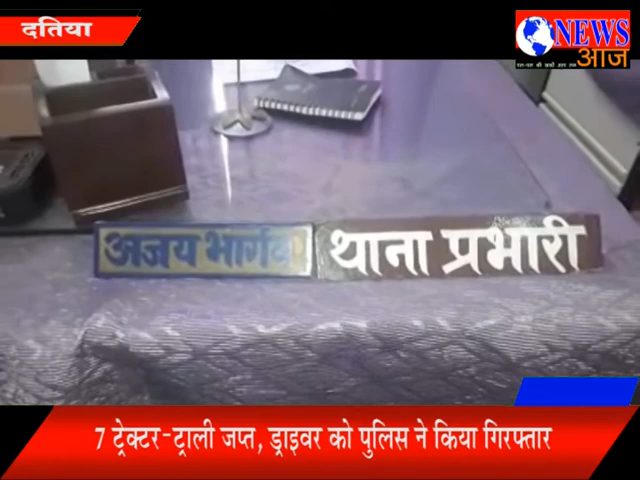 दतिया
NEWS
आज
अजय भार्गव थाना प्रभारी
7 ट्रेक्टर-ट्राली जप्त, ड्राइवर को पुलिस ने किया गिरफ्तार